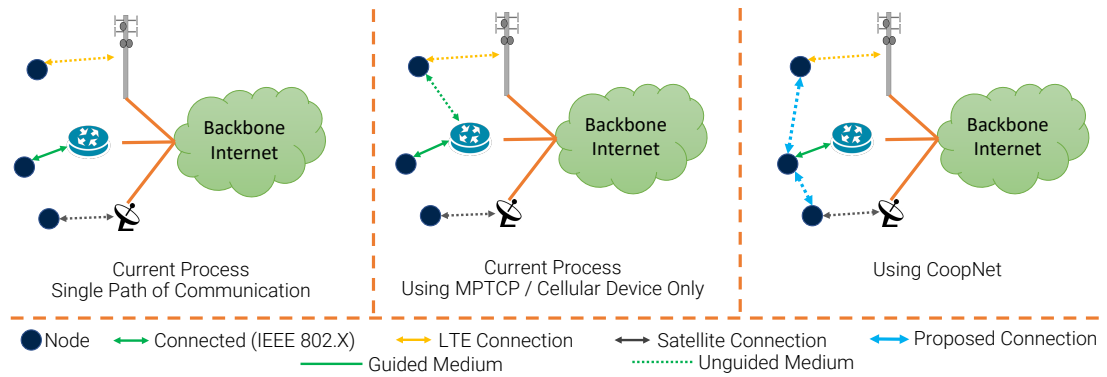 Backbone
Internet
Current Process
Single Path of Communication
Backbone
Internet
Current Process
Using MPTCP / Cellular Device Only
Backbone
Internet
Using CoopNet
Node
Connected (IEEE 802.X)
LTE Connection
Satellite Connection
Proposed Connection
Guided Medium
Unguided Medium